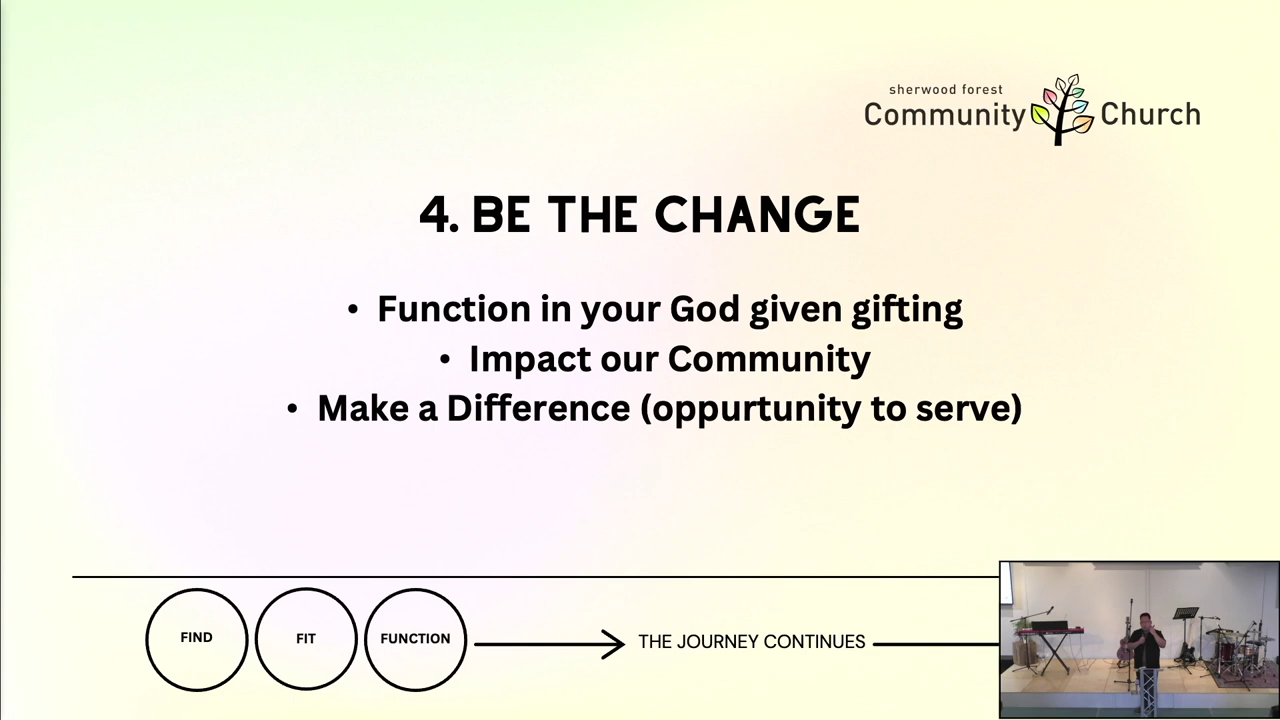 sherwood forest
Community Church
4. BE THE CHANGE
• Function in your God given gifting
• Impact our Community
• Make a Difference (oppurtunity to serve)
FIND FIT FUNCTION THE JOURNEY CONTINUES